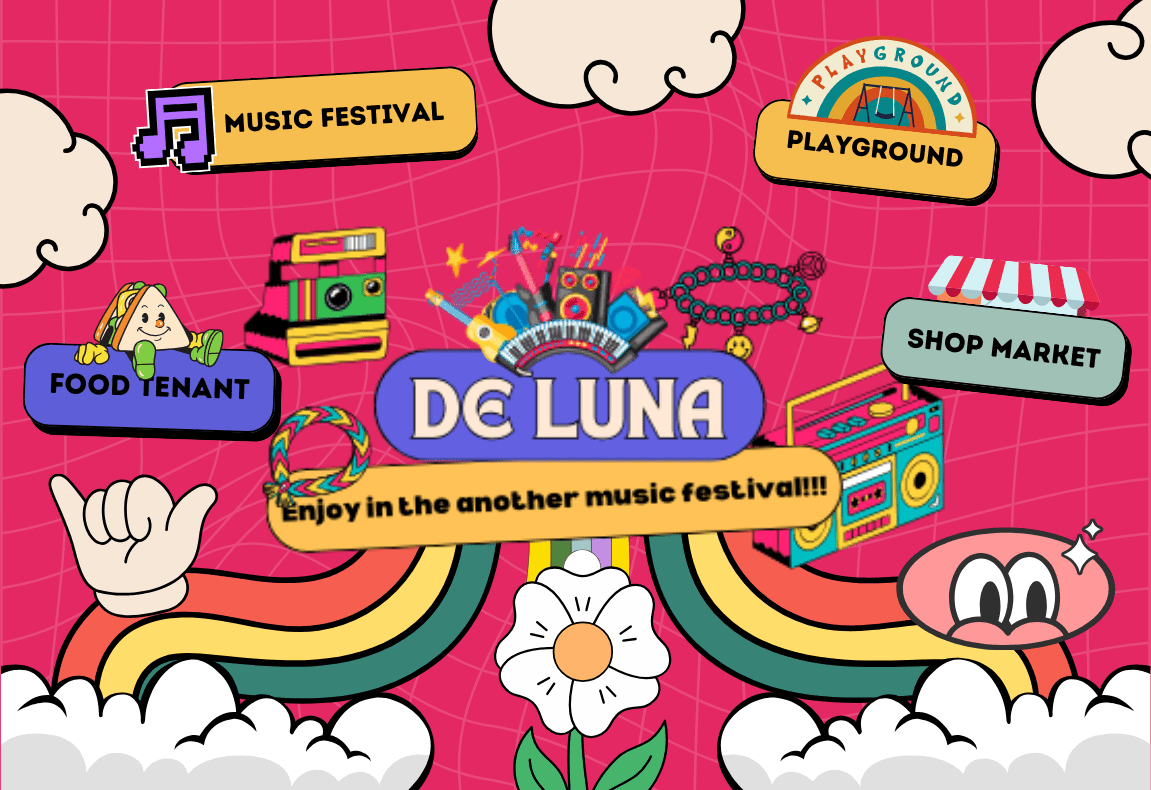 MUSIC FESTIVAL
PLAYGROUND
PLAYGROUND
FOOD TENANT
SHOP MARKET
DE LUNA
Enjoy in the another music festival!!!